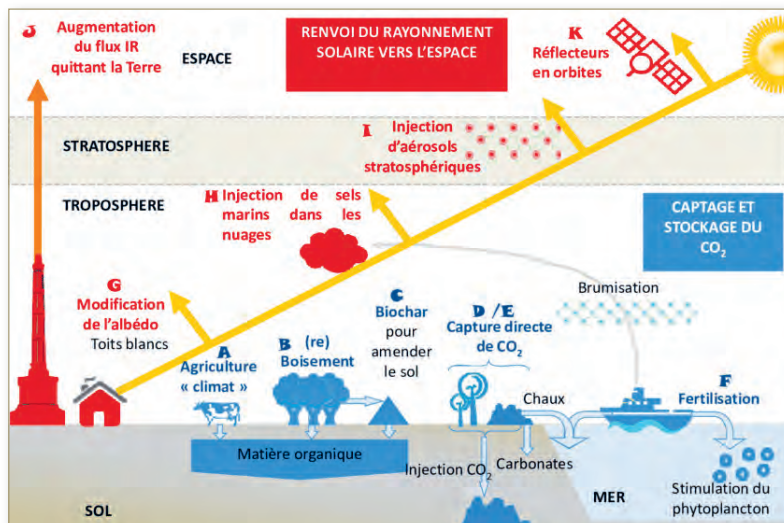 J
Augmentation
du flux IR
quittant la Terre
ESPACE
RENVOI DU RAYONNEMENT
SOLAIRE VERS L'ESPACE
K
Réflecteurs
en orbites
STRATOSPHERE
I Injection
d'aérosols
stratosphériques
TROPOSPHERE
H Injection de sels
marins dans les
nuages
CAPTAGE ET
STOCKAGE DU
CO2
G
Modification
de l'albédo
Toits blancs
A
Agriculture
« climat »
B (re)
Boisement
C
Biochar
pour
amender
le sol
D /E
Capture directe
de CO2
Brumisation
Chaux
F
Fertilisation
Matière organique
Injection CO2
Carbonates
MER
Stimulation du
phytoplancton
SOL